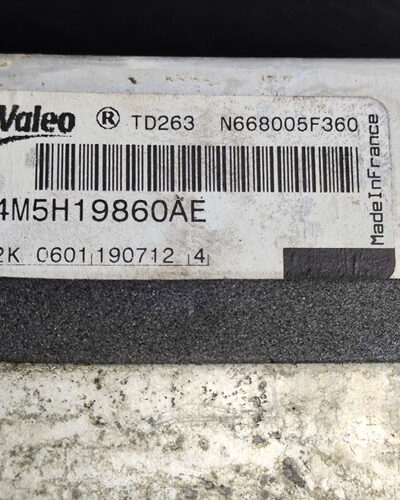 Valeo ® TD263 N668005F360
4M5H19860AE
2K 0601 190712 4
MadeInFrance